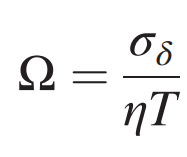 Ω = σ_δ / ηT